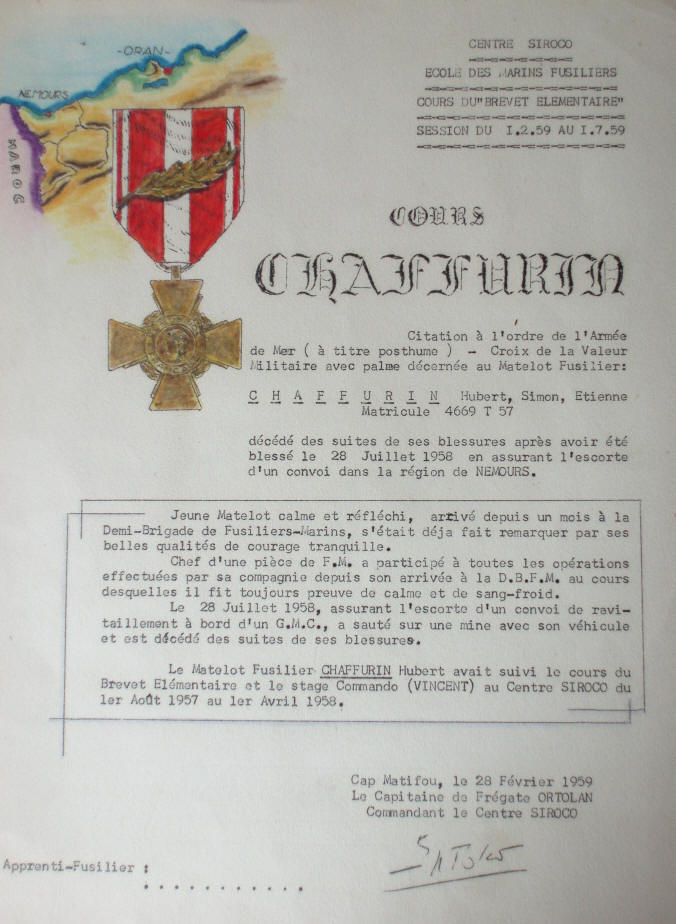 -ORAN-
NEMOURS
MAROC
CENTRE SIROCO
ECOLE DES MARINS FUSILIERS
COURS DU"BREVET ELEMENTAIRE"
SESSION DU I.2.59 AU I.7.59
COURS
CHAFFURIN
Citation à l'ordre de l'Armée
de Mer ( à titre posthume ) - Croix de la Valeur
Militaire avec palme décernée au Matelot Fusilier:
C H A F F U R I N Hubert, Simon, Etienne
Matricule 4669 T 57
décédé des suites de ses blessures après avoir été
blessé le 28 Juillet 1958 en assurant l'escorte
d'un convoi dans la région de NEMOURS.
Jeune Matelot calme et réfléchi, arrivé depuis un mois à la
Demi-Brigade de Fusiliers-Marins, s'était déja fait remarquer par ses
belles qualités de courage tranquille.
Chef d'une pièce de F.M. a participé à toutes les opérations
effectuées par sa compagnie depuis son arrivée à la D.B.F.M. au cours
desquelles il fit toujours preuve de calme et de sang-froid.
Le 28 Juillet 1958, assurant l'escorte d'un convoi de ravi-
taillement à bord d'un G.M.C., a sauté sur une mine avec son véhicule
et est décédé des suites de ses blessures.
Le Matelot Fusilier CHAFFURIN Hubert avait suivi le cours du
Brevet Elémentaire et le stage Commando (VINCENT) au Centre SIROCO du
1er Août 1957 au 1er Avril 1958.
Cap Matifou, le 28 Février 1959
Le Capitaine de Frégate ORTOLAN
Commandant le Centre SIROCO
Apprenti-Fusilier :
. . . . . . . . . . .